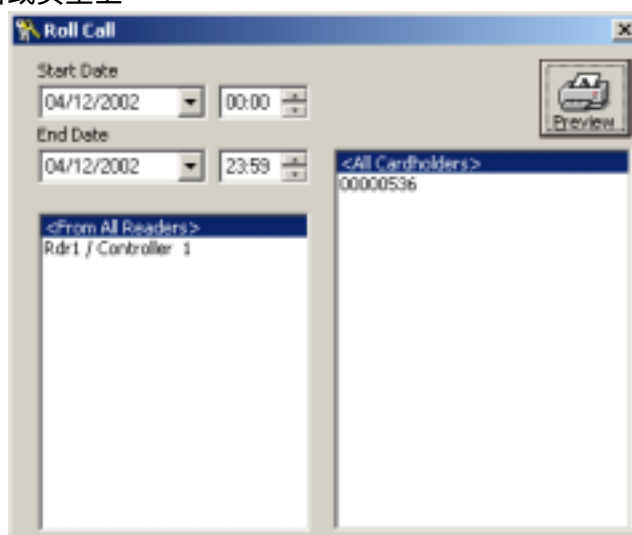 Roll Call
Start Date
04/12/2002 00:00
End Date
04/12/2002 23:59
Preview
<From All Readers>
Rdr1 / Controller 1
<All Cardholders>
00000536